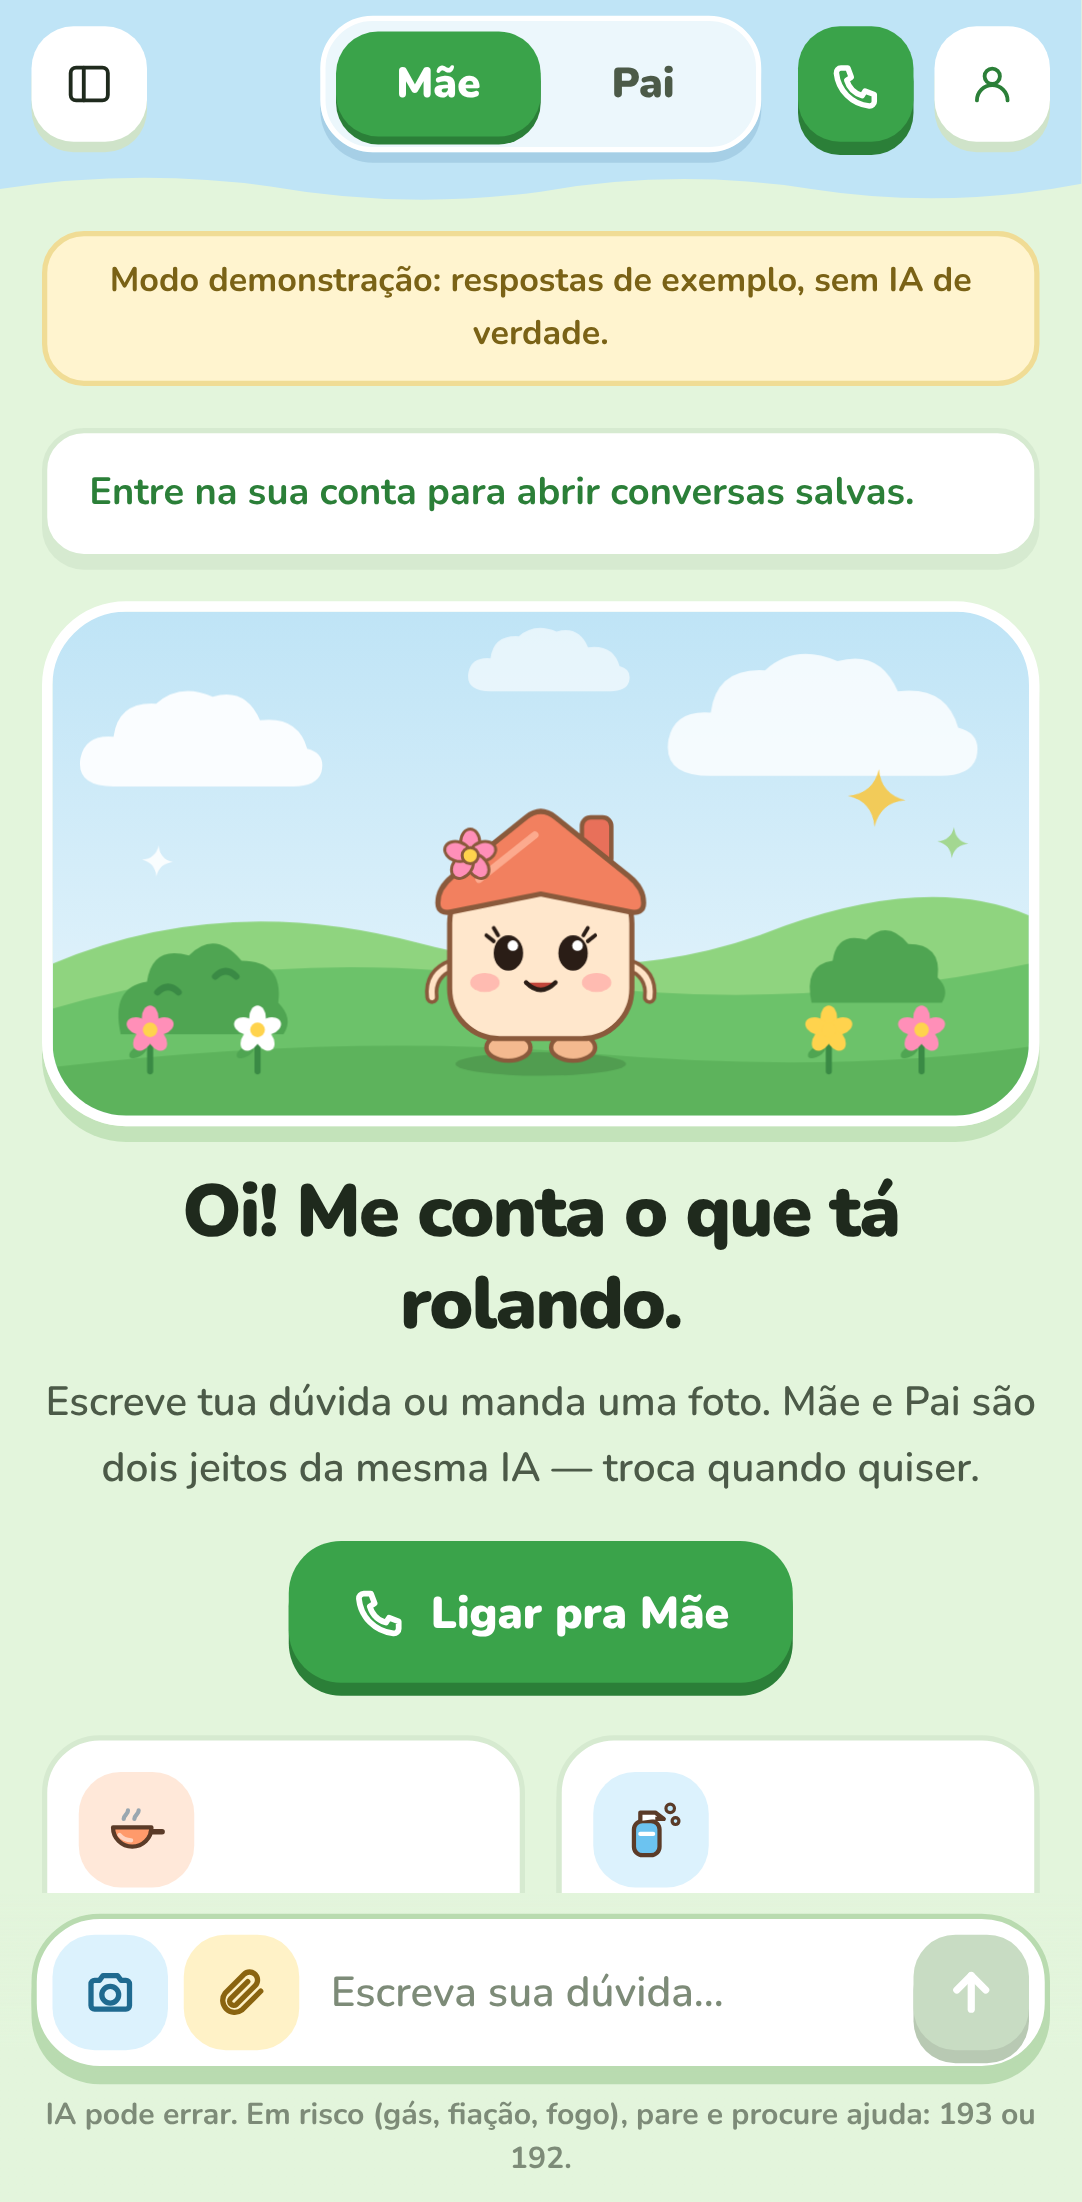 Mãe
Pai
Modo demonstração: respostas de exemplo, sem IA de
verdade.
Entre na sua conta para abrir conversas salvas.
Oi! Me conta o que tá
rolando.
Escreve tua dúvida ou manda uma foto. Mãe e Pai são
dois jeitos da mesma IA — troca quando quiser.
Ligar pra Mãe
Escreva sua dúvida...
IA pode errar. Em risco (gás, fiação, fogo), pare e procure ajuda: 193 ou
192.